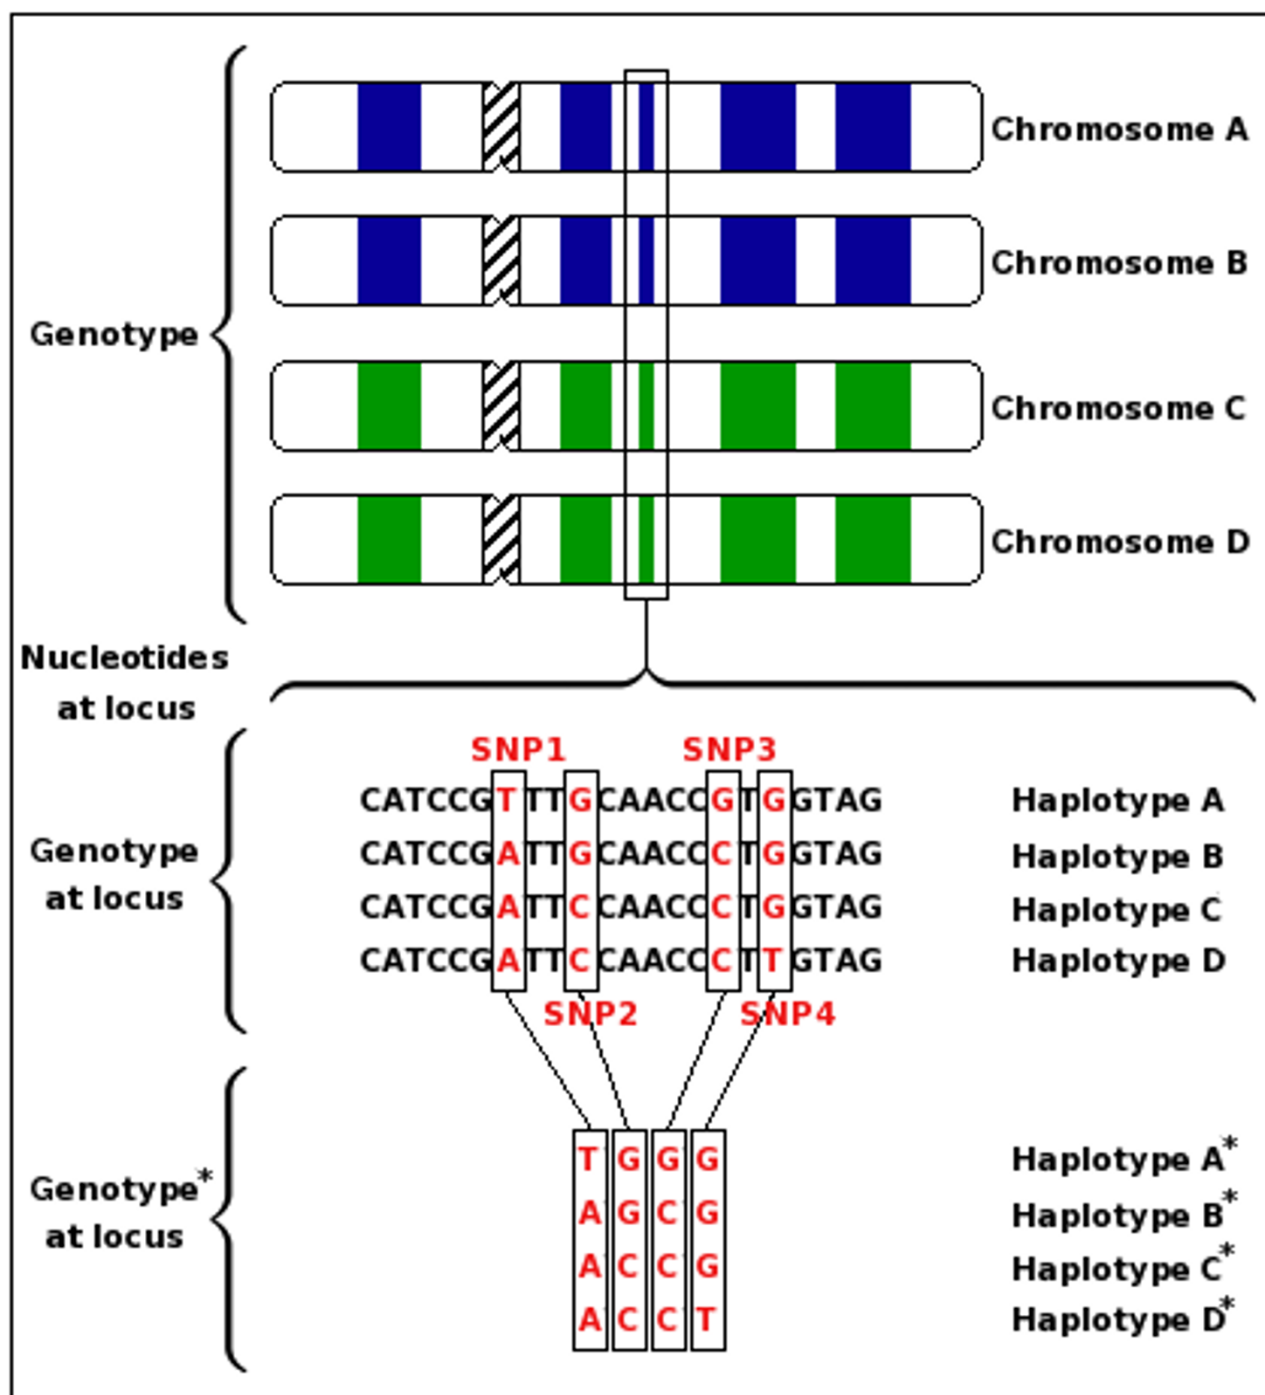 Chromosome A
Chromosome B
Genotype
Chromosome C
Chromosome D
Nucleotides
at locus
SNP1 SNP3
CATCCGTTTGCAACCGTGGTAG Haplotype A
Genotype
at locus
CATCCGATTGCAACCCTGGTAG Haplotype B
CATCCGATTCCAACCCTGGTAG Haplotype C
CATCCGATTCCAACCCTTGTAG Haplotype D
SNP2 SNP4
Genotype*
at locus
TGGG Haplotype A*
AGCG Haplotype B*
ACCG Haplotype C*
ACCT Haplotype D*